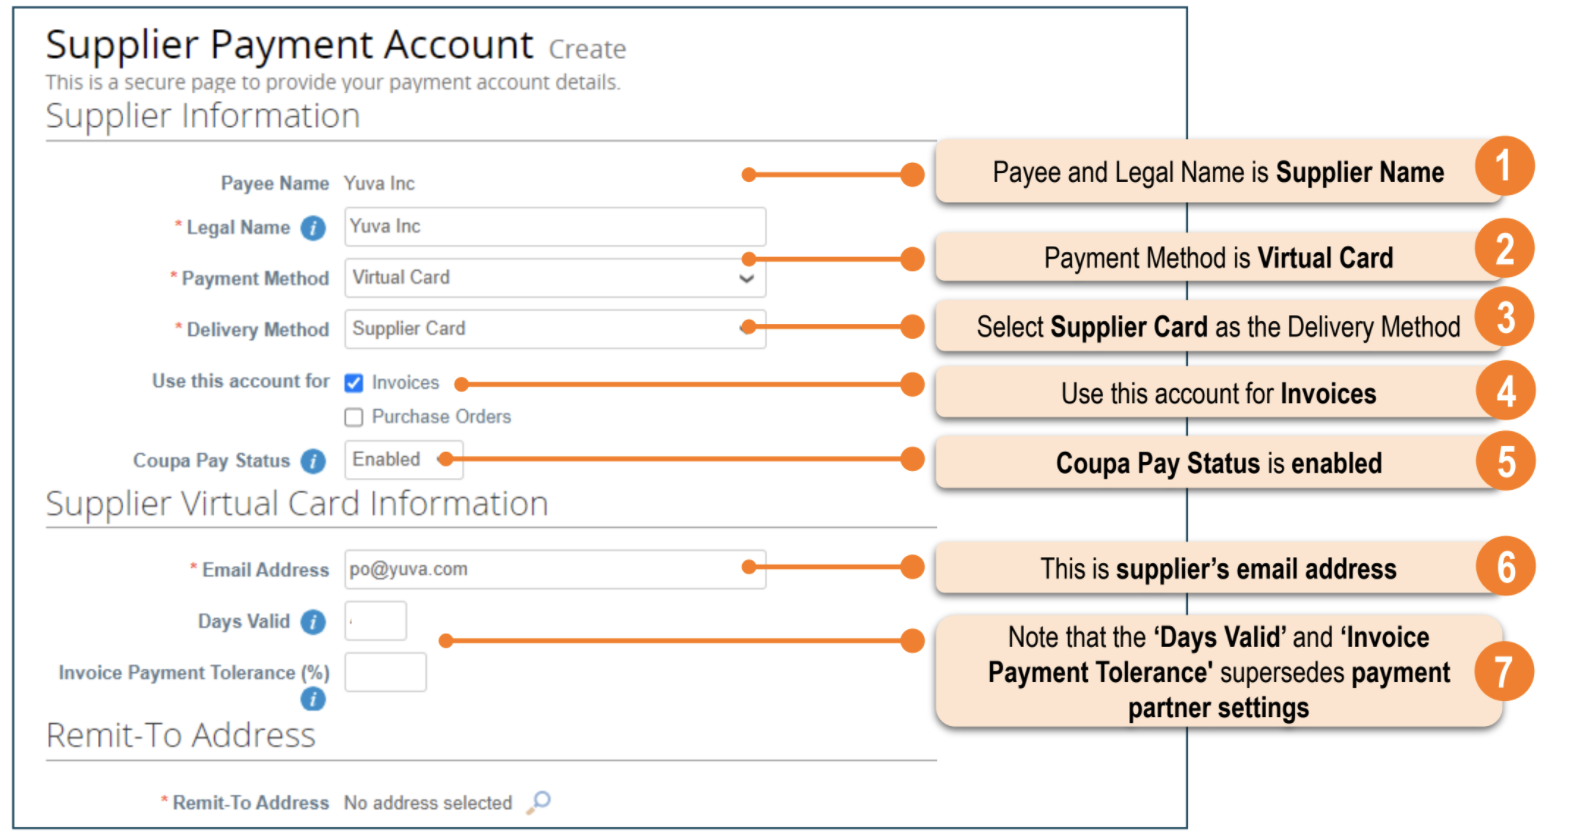 Supplier Payment Account Create
This is a secure page to provide your payment account details.
Supplier Information
Payee Name Yuva Inc
Payee and Legal Name is Supplier Name 1
* Legal Name i Yuva Inc
* Payment Method Virtual Card
Payment Method is Virtual Card 2
* Delivery Method Supplier Card
Select Supplier Card as the Delivery Method 3
Use this account for Invoices
Use this account for Invoices 4
Purchase Orders
Coupa Pay Status i Enabled
Coupa Pay Status is enabled 5
Supplier Virtual Card Information
* Email Address po@yuva.com
This is supplier's email address 6
Days Valid i
Invoice Payment Tolerance (%)
i
Note that the ‘Days Valid’ and ‘Invoice
Payment Tolerance' supersedes payment
partner settings
7
Remit-To Address
* Remit-To Address No address selected